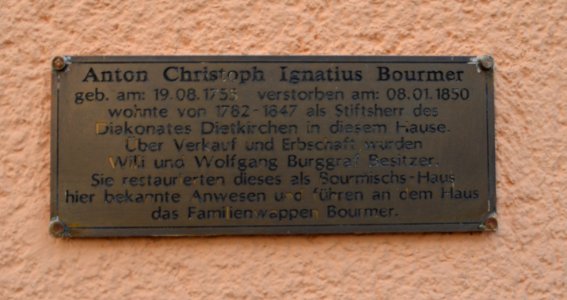 Anton Christoph Ignatius Bourmer
geb. am: 19.08.1755 verstorben am: 08.01.1850
wohnte von 1782-1847 als Stiftsherr des
Diakonates Dietkirchen in diesem Hause.
Über Verkauf und Erbschaft wurden
Willi und Wolfgang Burggraf Besitzer.
Sie restaurierten dieses als Bourmischs-Haus
hier bekannte Anwesen und führen an dem Haus
das Familienwappen Bourmer.